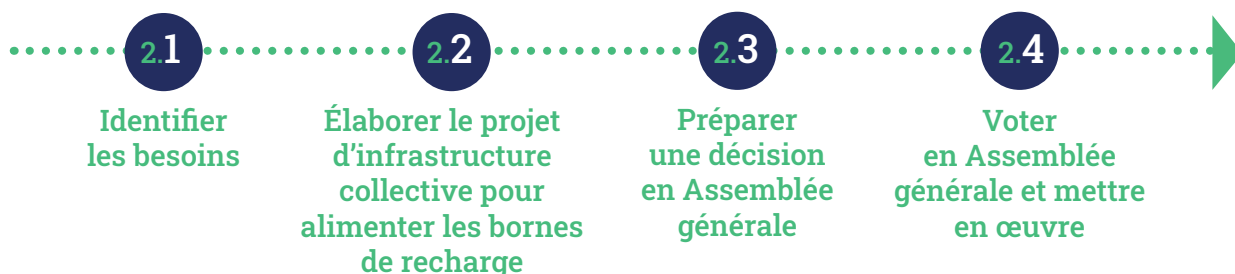 2.1
Identifier
les besoins
2.2
Élaborer le projet
d’infrastructure
collective pour
alimenter les bornes
de recharge
2.3
Préparer
une décision
en Assemblée
générale
2.4
Voter
en Assemblée
générale et mettre
en œuvre